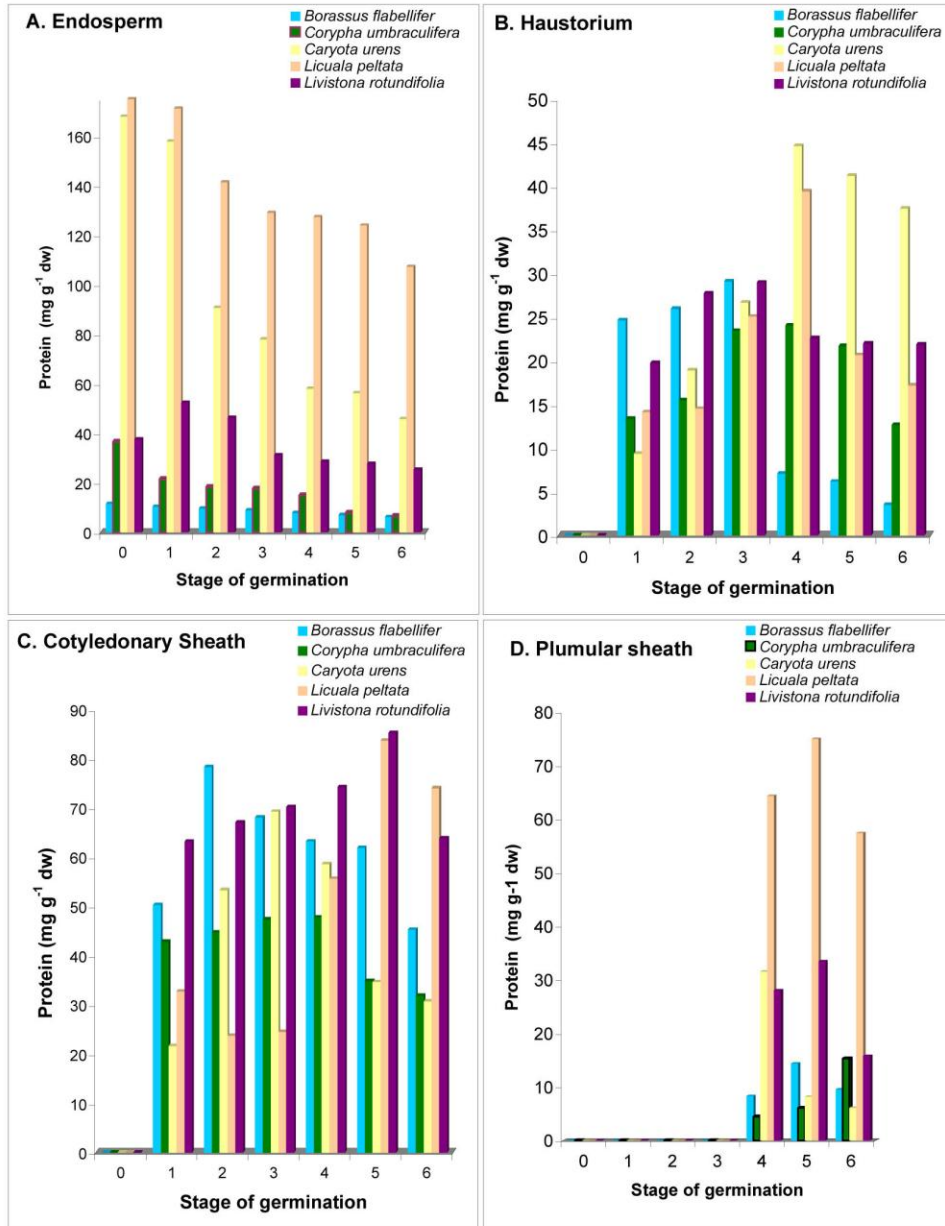 A. Endosperm
Borassus flabellifer
Corypha umbraculifera
Caryota urens
Licuala peltata
Livistona rotundifolia
Protein (mg g⁻¹ dw)
160
140
120
100
80
60
40
20
0
0 1 2 3 4 5 6
Stage of germination
B. Haustorium
Borassus flabellifer
Corypha umbraculifera
Caryota urens
Licuala peltata
Livistona rotundifolia
Protein (mg g⁻¹ dw)
50
45
40
35
30
25
20
15
10
5
0
0 1 2 3 4 5 6
Stage of germination
C. Cotyledonary Sheath
Borassus flabellifer
Corypha umbraculifera
Caryota urens
Licuala peltata
Livistona rotundifolia
Protein (mg g⁻¹ dw)
90
80
70
60
50
40
30
20
10
0
0 1 2 3 4 5 6
Stage of germination
D. Plumular sheath
Borassus flabellifer
Corypha umbraculifera
Caryota urens
Licuala peltata
Livistona rotundifolia
Protein (mg g-1 dw)
80
70
60
50
40
30
20
10
0
0 1 2 3 4 5 6
Stage of germination